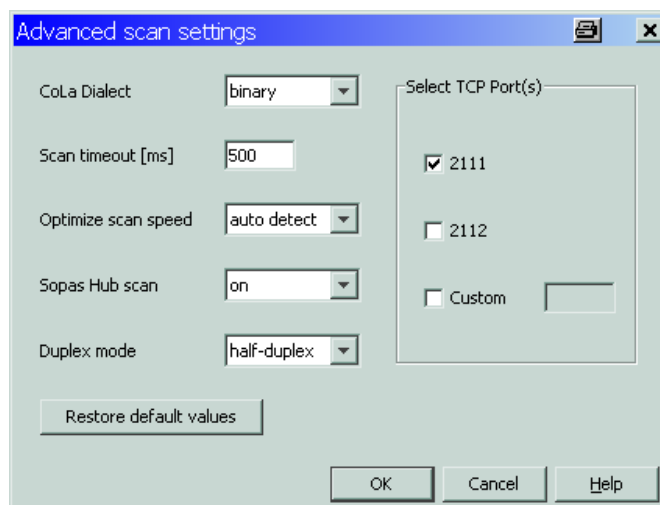 Advanced scan settings
CoLa Dialect
binary
Scan timeout [ms]
500
Optimize scan speed
auto detect
Sopas Hub scan
on
Duplex mode
half-duplex
Restore default values
Select TCP Port(s)
2111
2112
Custom
OK
Cancel
Help